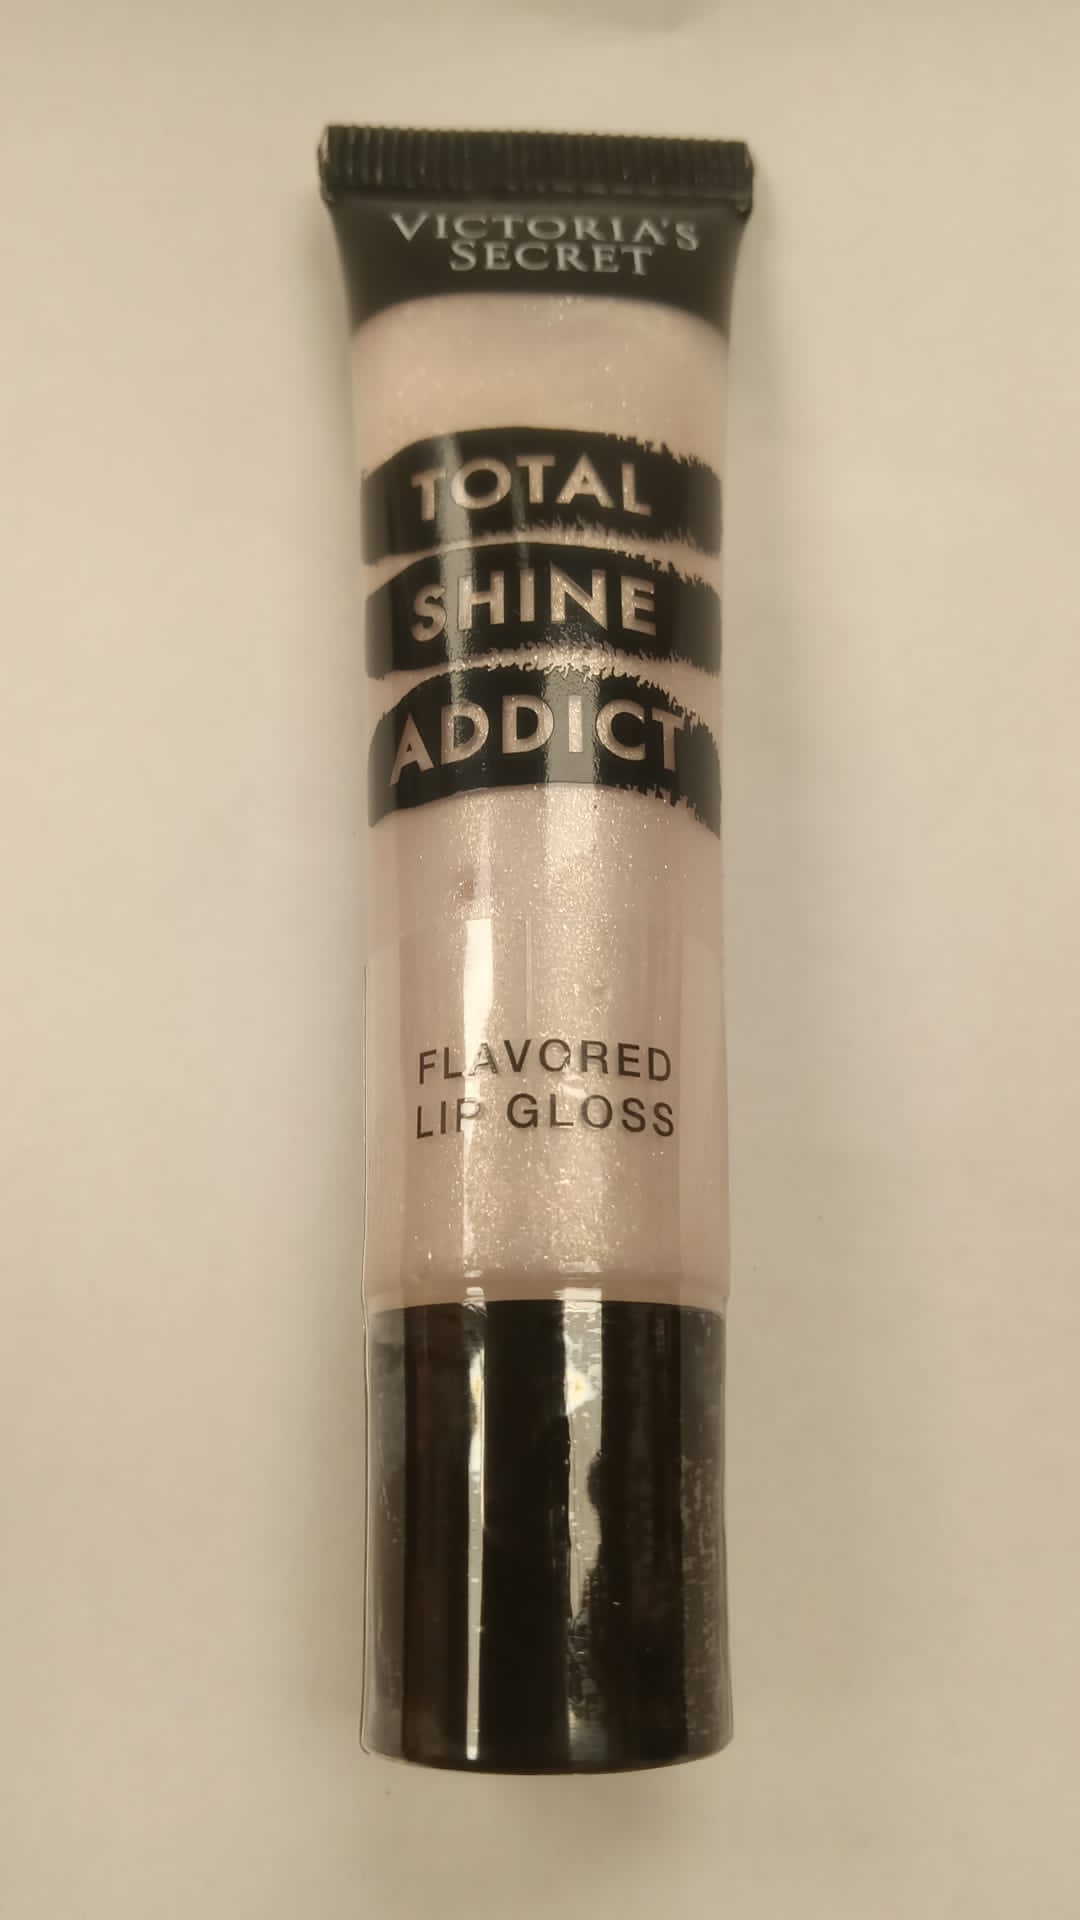 VICTORIA'S
SECRET
TOTAL
SHINE
ADDICT
FLAVORED
LIP GLOSS